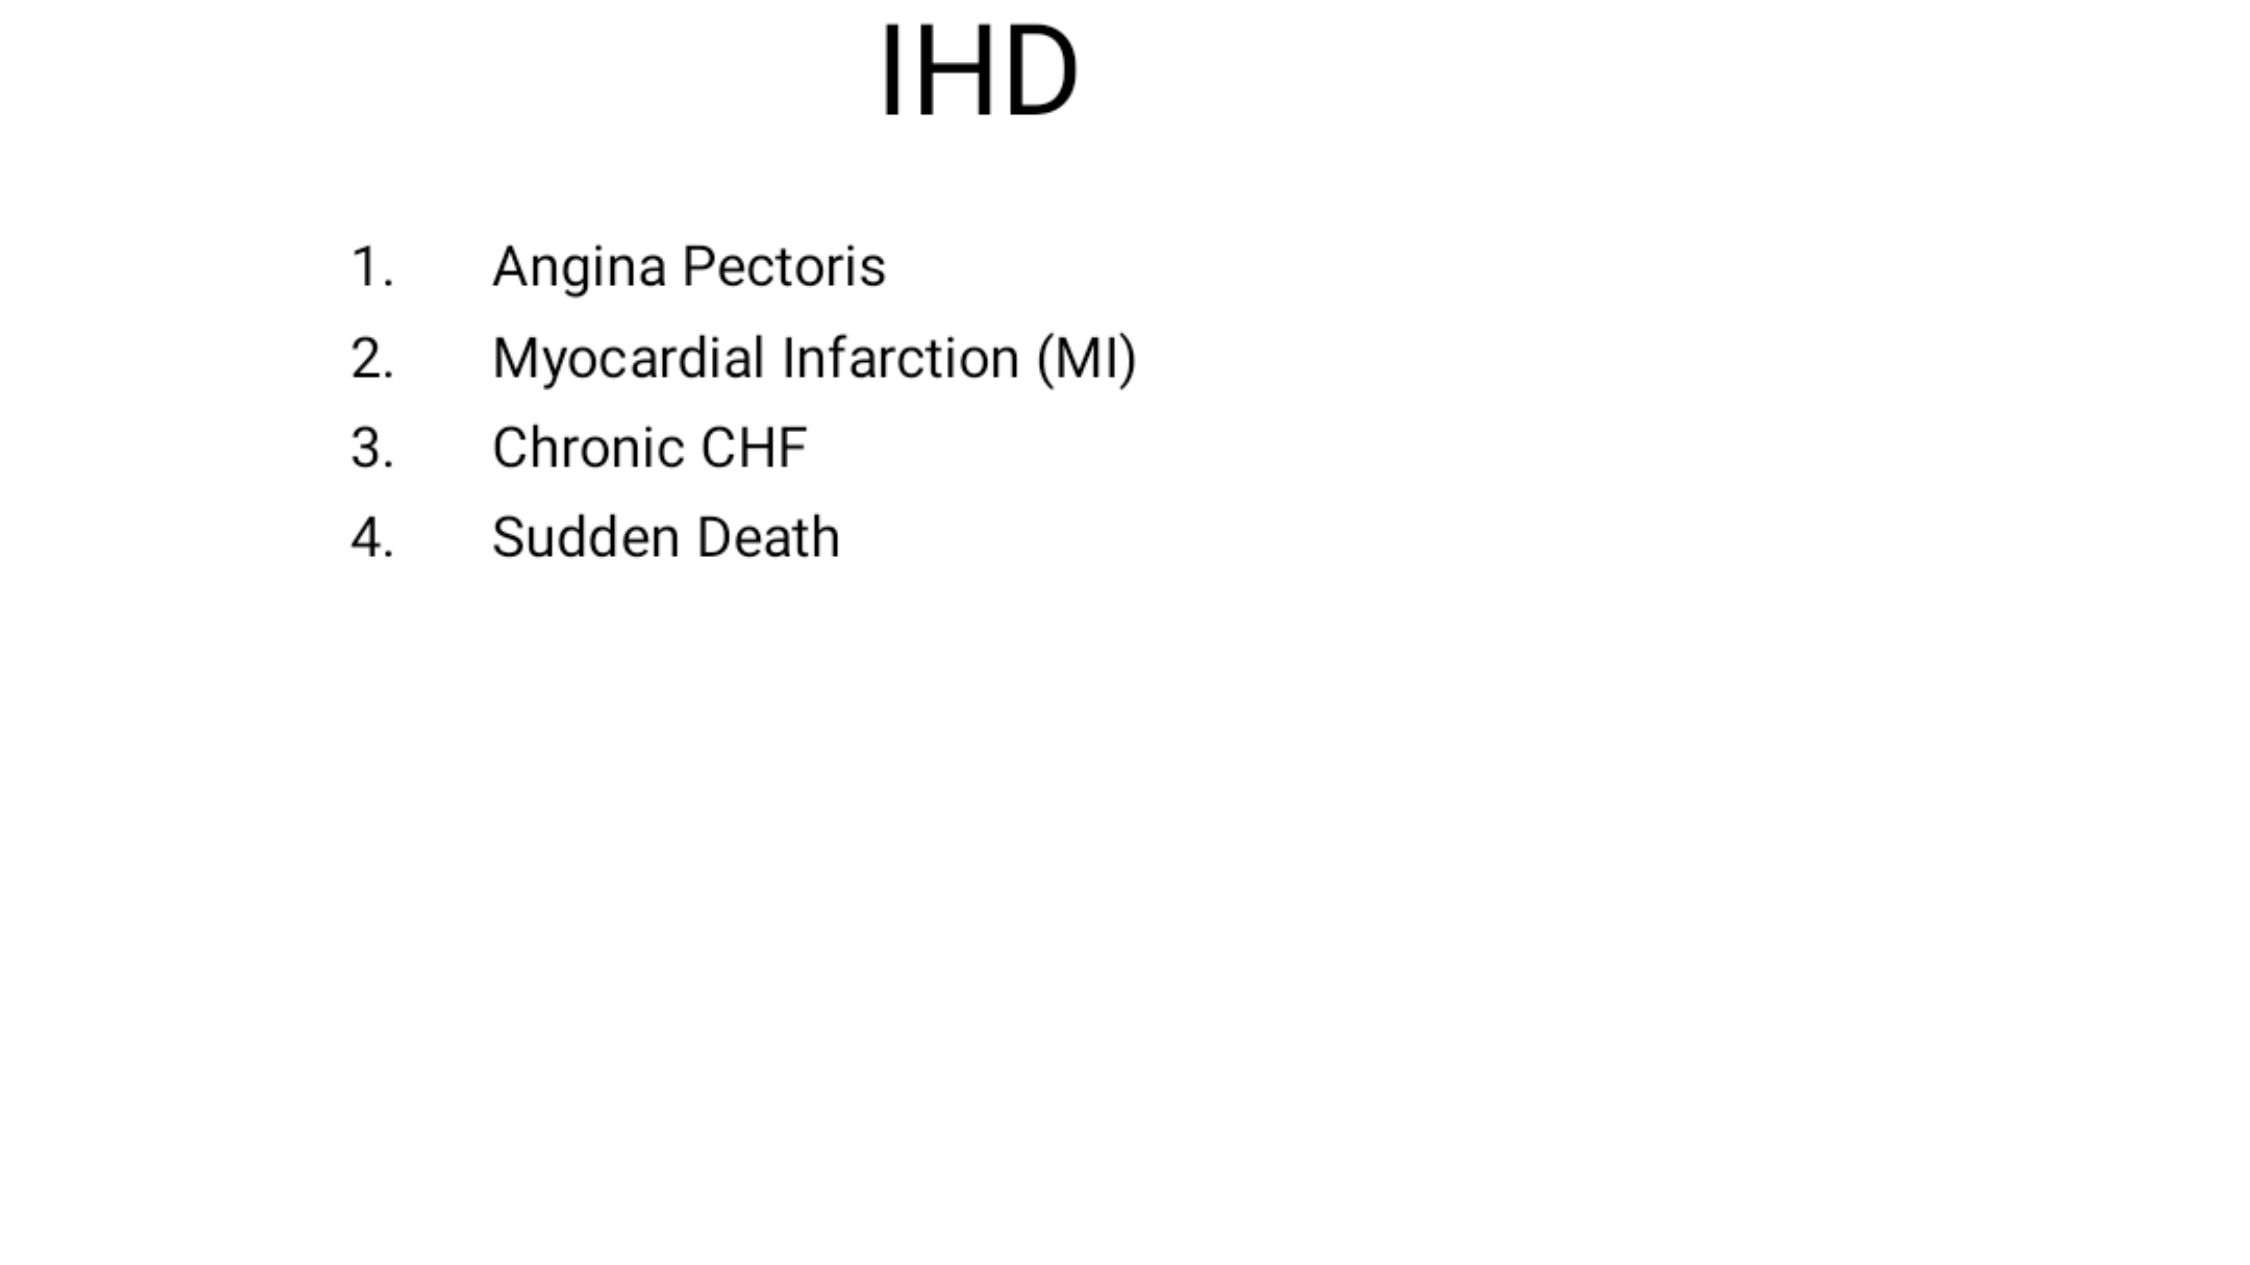 IHD
1. Angina Pectoris
2. Myocardial Infarction (MI)
3. Chronic CHF
4. Sudden Death